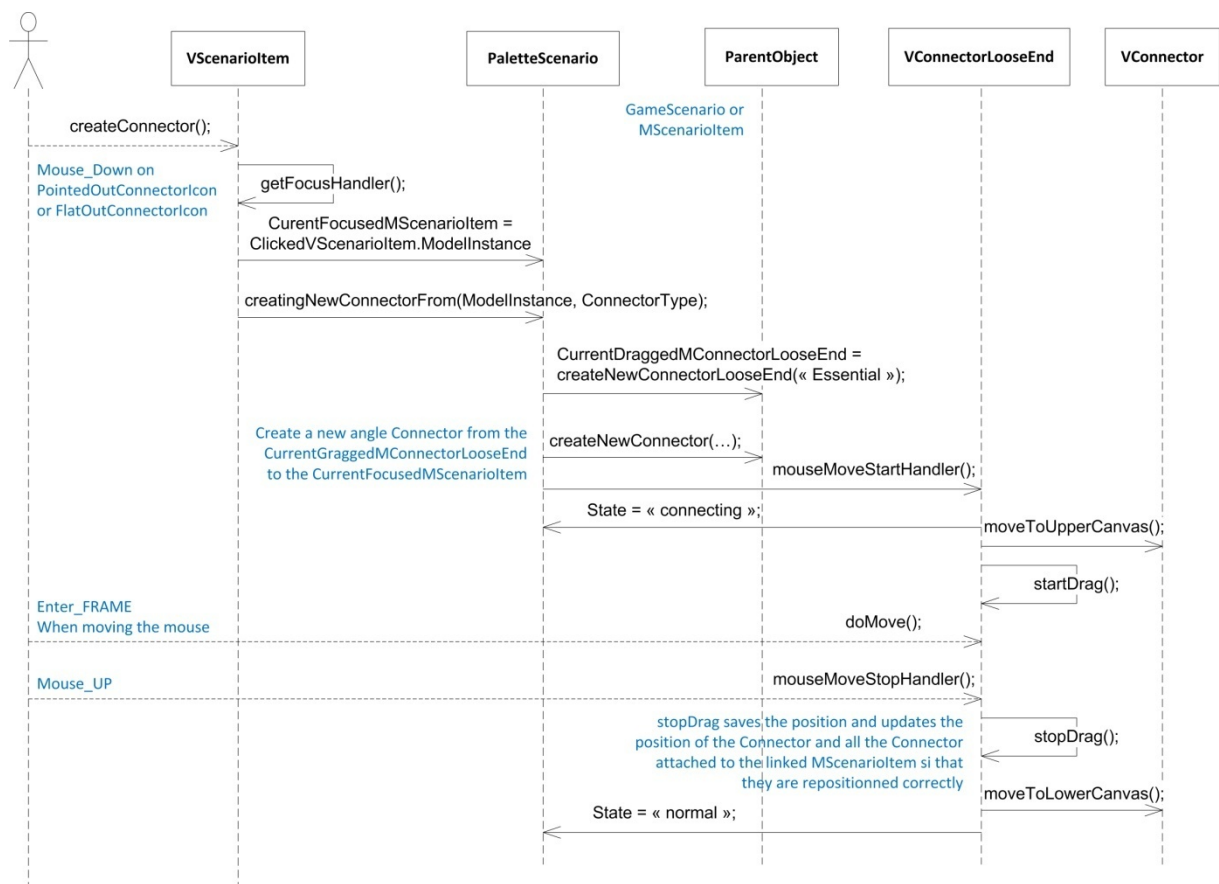 VScenarioItem
PaletteScenario
ParentObject
VConnectorLooseEnd
VConnector
GameScenario or
MScenarioItem
createConnector();
Mouse_Down on
PointedOutConnectorIcon
or FlatOutConnectorIcon
getFocusHandler();
CurentFocusedMScenarioItem =
ClickedVScenarioItem.ModelInstance
creatingNewConnectorFrom(ModelInstance, ConnectorType);
CurrentDraggedMConnectorLooseEnd =
createNewConnectorLooseEnd(« Essential »);
Create a new angle Connector from the
CurrentGraggedMConnectorLooseEnd
to the CurrentFocusedMScenarioItem
createNewConnector(…);
mouseMoveStartHandler();
State = « connecting »;
moveToUpperCanvas();
startDrag();
Enter_FRAME
When moving the mouse
doMove();
Mouse_UP
mouseMoveStopHandler();
stopDrag saves the position and updates the
position of the Connector and all the Connector
attached to the linked MScenarioItem si that
they are repositionned correctly
stopDrag();
moveToLowerCanvas();
State = « normal »;